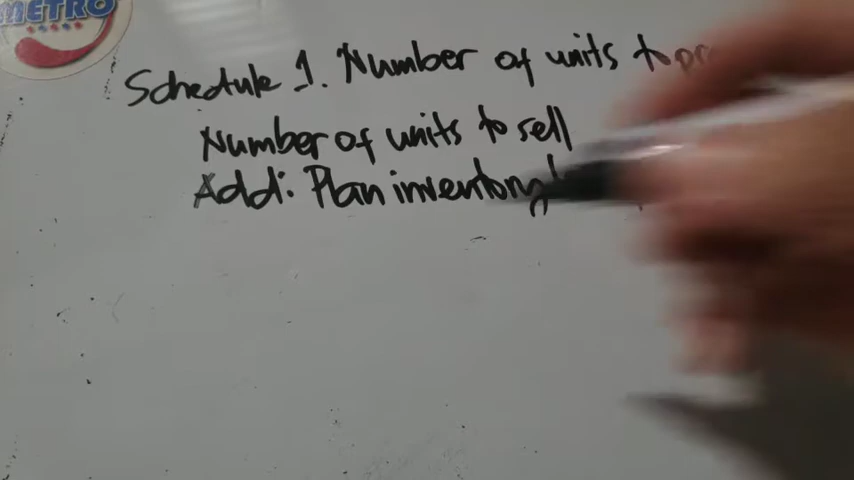 METRO
Schedule 1. Number of units to
Number of units to sell
Add: Plan inventory